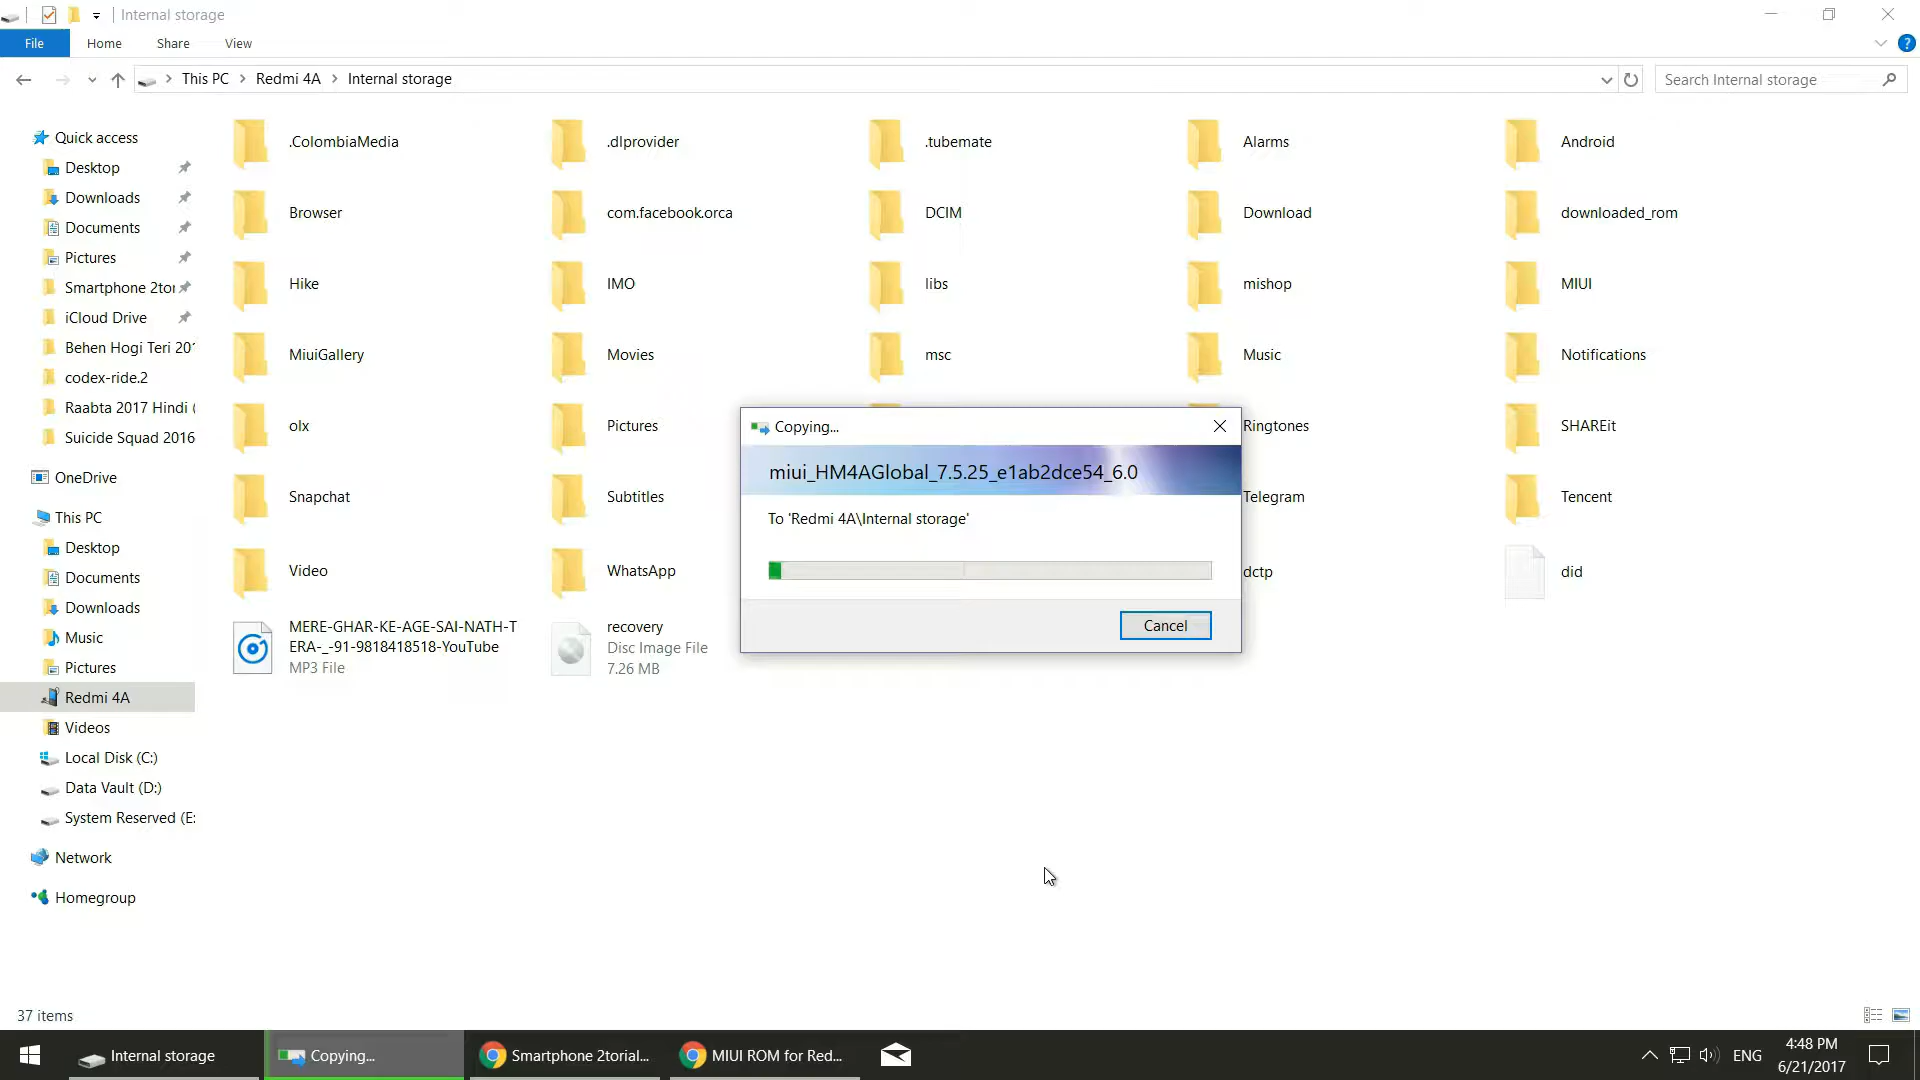 Internal storage
File Home Share View
This PC Redmi 4A Internal storage
Search Internal storage
Quick access
Desktop
Downloads
Documents
Pictures
Smartphone 2tor
iCloud Drive
Behen Hogi Teri 201
codex-ride.2
Raabta 2017 Hindi (
Suicide Squad 2016
OneDrive
This PC
Desktop
Documents
Downloads
Music
Pictures
Redmi 4A
Videos
Local Disk (C:)
Data Vault (D:)
System Reserved (E:
Network
Homegroup
.ColombiaMedia .dlprovider .tubemate Alarms Android
Browser com.facebook.orca DCIM Download downloaded_rom
Hike IMO libs mishop MIUI
MiuiGallery Movies msc Music Notifications
olx Pictures Ringtones SHAREit
Snapchat Subtitles Telegram Tencent
Video WhatsApp dctp did
MERE-GHAR-KE-AGE-SAI-NATH-T
ERA-_-91-9818418518-YouTube
MP3 File
recovery
Disc Image File
7.26 MB
Copying...
miui_HM4AGlobal_7.5.25_e1ab2dce54_6.0
To 'Redmi 4A\Internal storage'
Cancel
37 items
Internal storage Copying... Smartphone 2torial... MIUI ROM for Red...
ENG
4:48 PM
6/21/2017